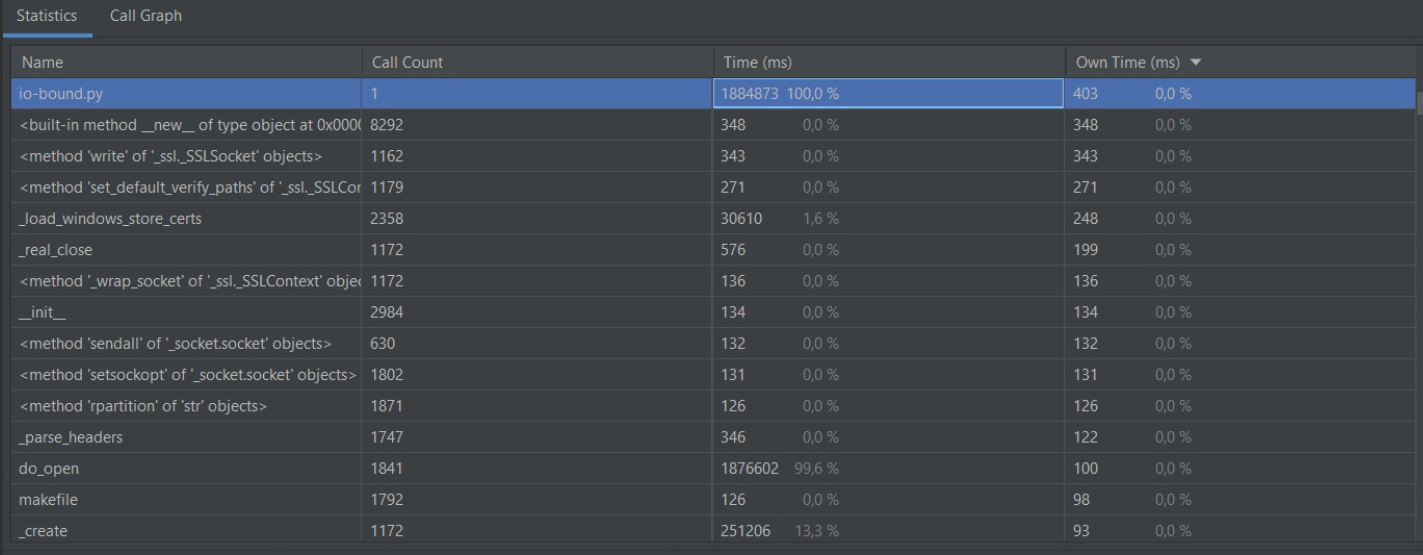 Statistics Call Graph
Name Call Count Time (ms) Own Time (ms)
io-bound.py 1 1884873 100,0 % 403 0,0 %
<built-in method __new__ of type object at 0x000( 8292 348 0,0 % 348 0,0 %
<method 'write' of '_ssl._SSLSocket' objects> 1162 343 0,0 % 343 0,0 %
<method 'set_default_verify_paths' of '_ssl._SSLCor 1179 271 0,0 % 271 0,0 %
_load_windows_store_certs 2358 30610 1,6 % 248 0,0 %
_real_close 1172 576 0,0 % 199 0,0 %
<method '_wrap_socket' of '_ssl._SSLContext' objec 1172 136 0,0 % 136 0,0 %
__init__ 2984 134 0,0 % 134 0,0 %
<method 'sendall' of '_socket.socket' objects> 630 132 0,0 % 132 0,0 %
<method 'setsockopt' of '_socket.socket' objects> 1802 131 0,0 % 131 0,0 %
<method 'rpartition' of 'str' objects> 1871 126 0,0 % 126 0,0 %
_parse_headers 1747 346 0,0 % 122 0,0 %
do_open 1841 1876602 99,6 % 100 0,0 %
makefile 1792 126 0,0 % 98 0,0 %
_create 1172 251206 13,3 % 93 0,0 %